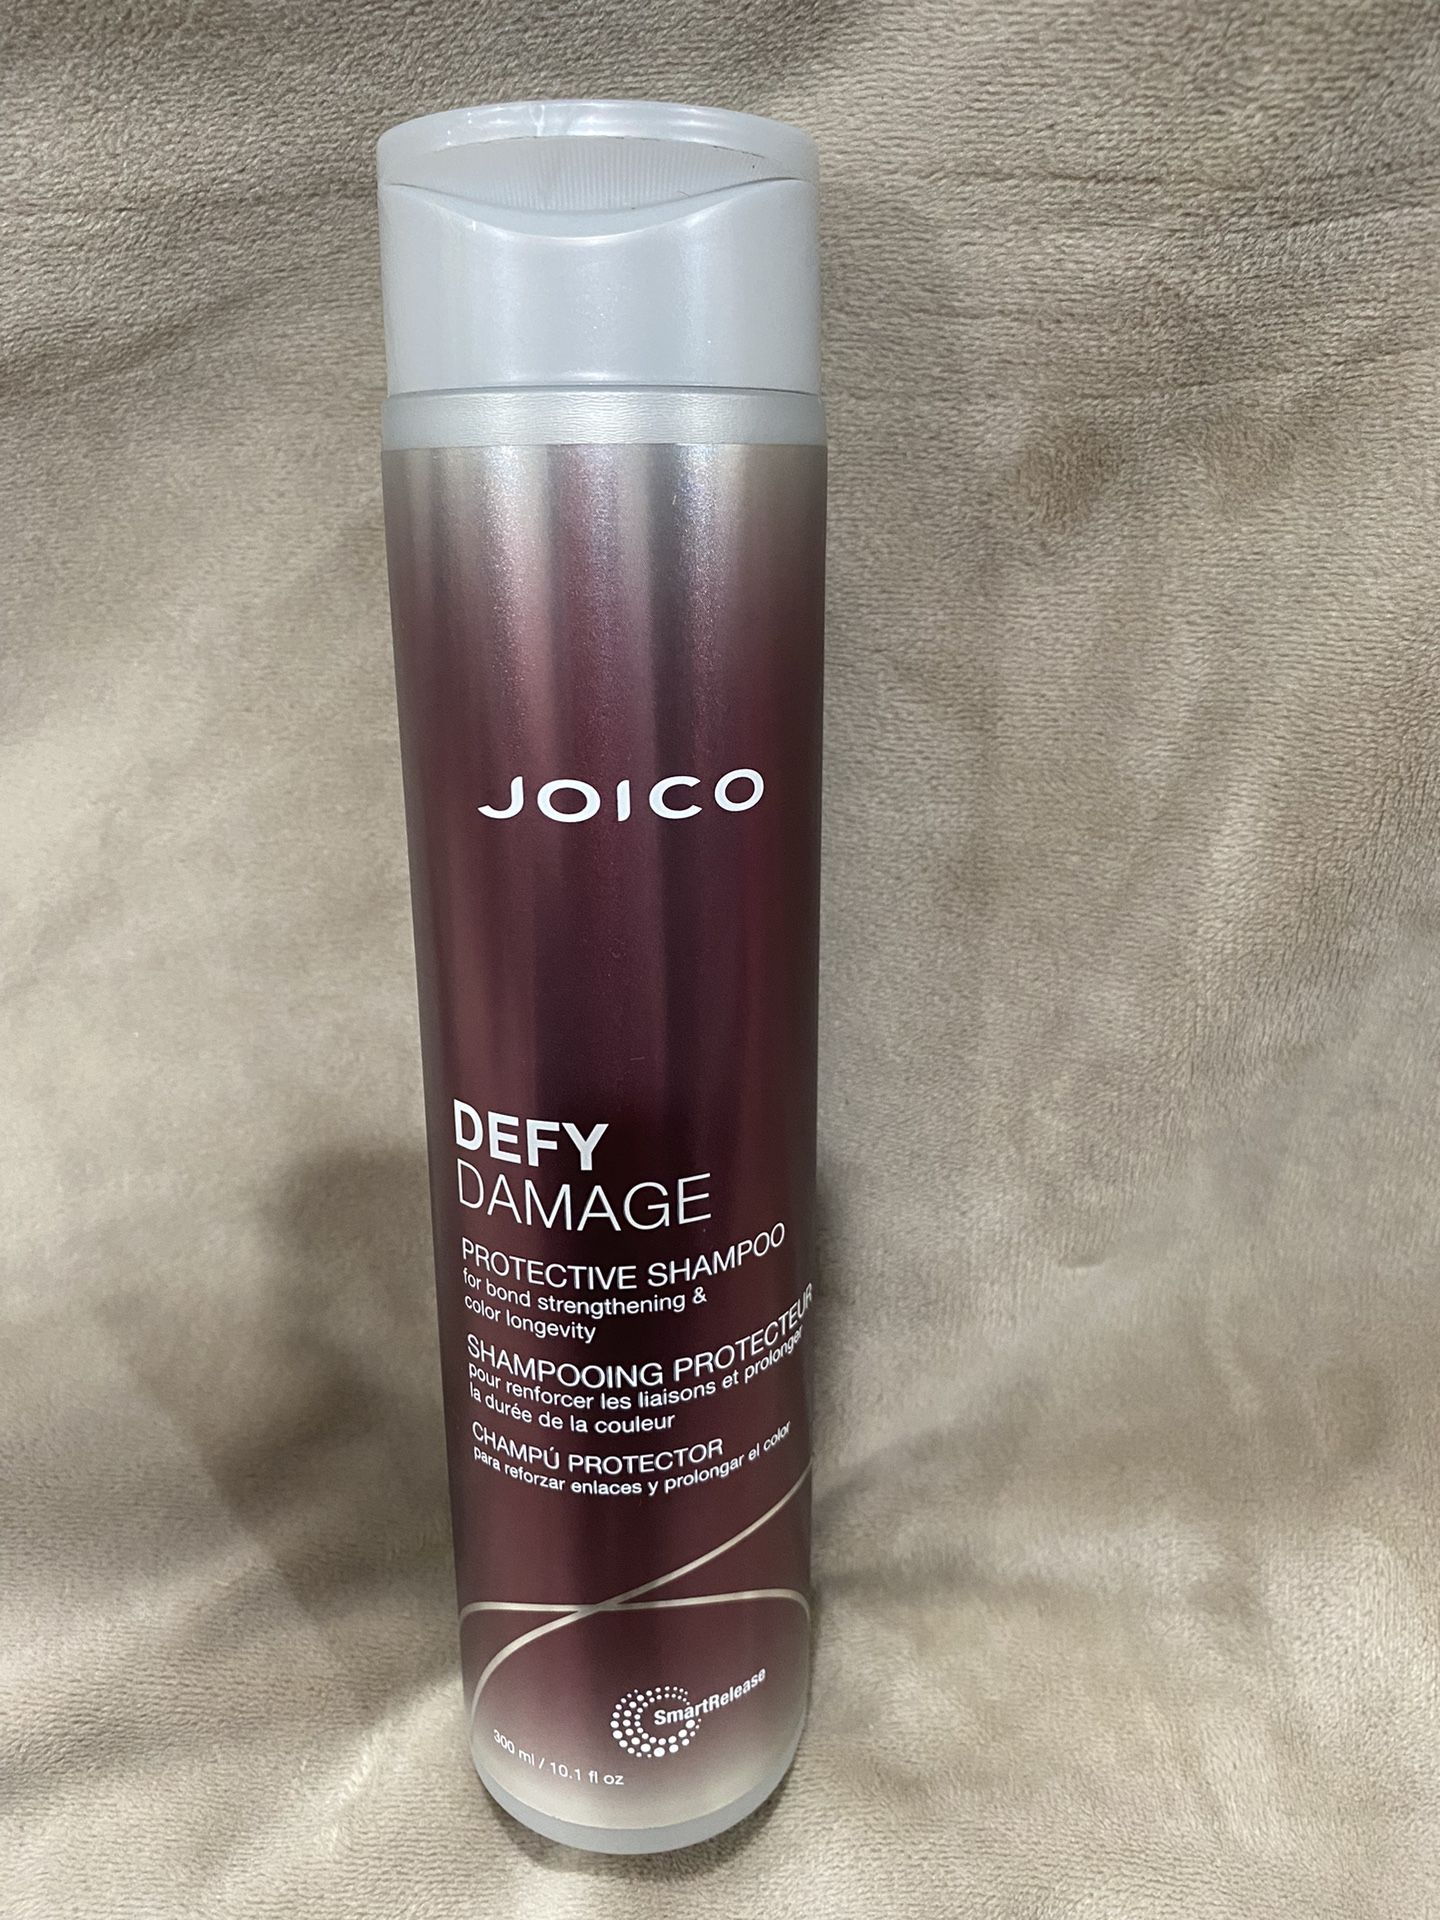 JOICO
DEFY
DAMAGE
PROTECTIVE SHAMPOO
for bond strengthening &
color longevity
SHAMPOOING PROTECTEUR
pour renforcer les liaisons et prolonger
la durée de la couleur
CHAMPÚ PROTECTOR
para reforzar enlaces y prolongar el color
SmartRelease
300 ml / 10.1 fl oz